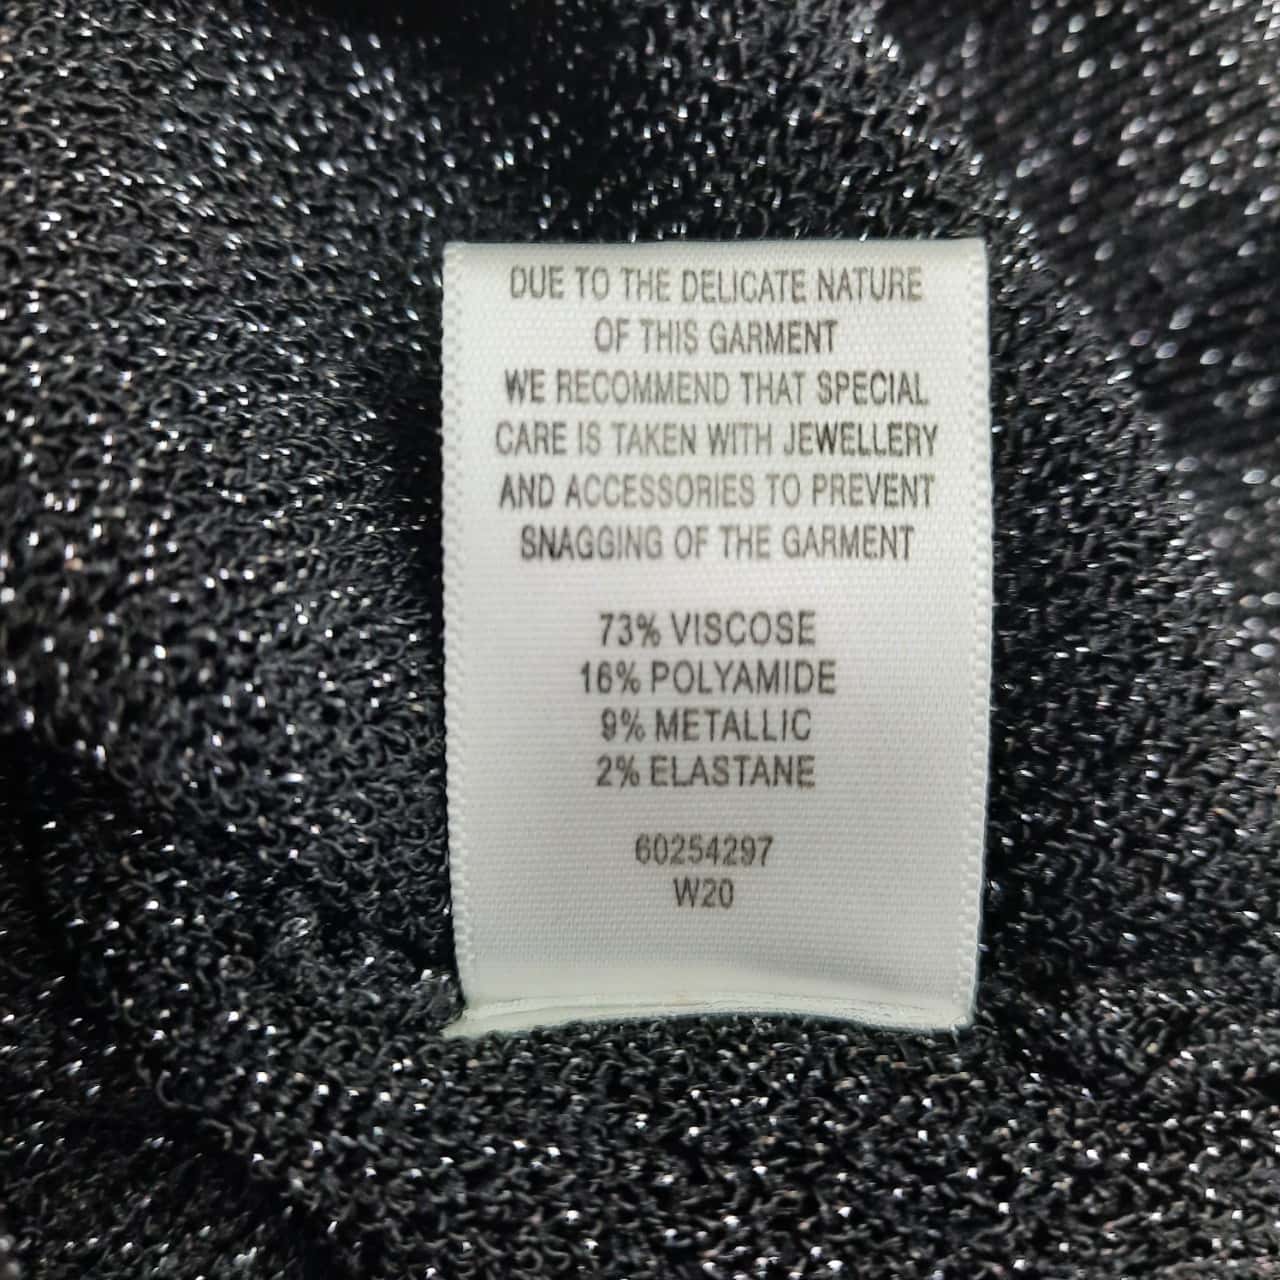 DUE TO THE DELICATE NATURE
OF THIS GARMENT
WE RECOMMEND THAT SPECIAL
CARE IS TAKEN WITH JEWELLERY
AND ACCESSORIES TO PREVENT
SNAGGING OF THE GARMENT
73% VISCOSE
16% POLYAMIDE
9% METALLIC
2% ELASTANE
60254297
W20